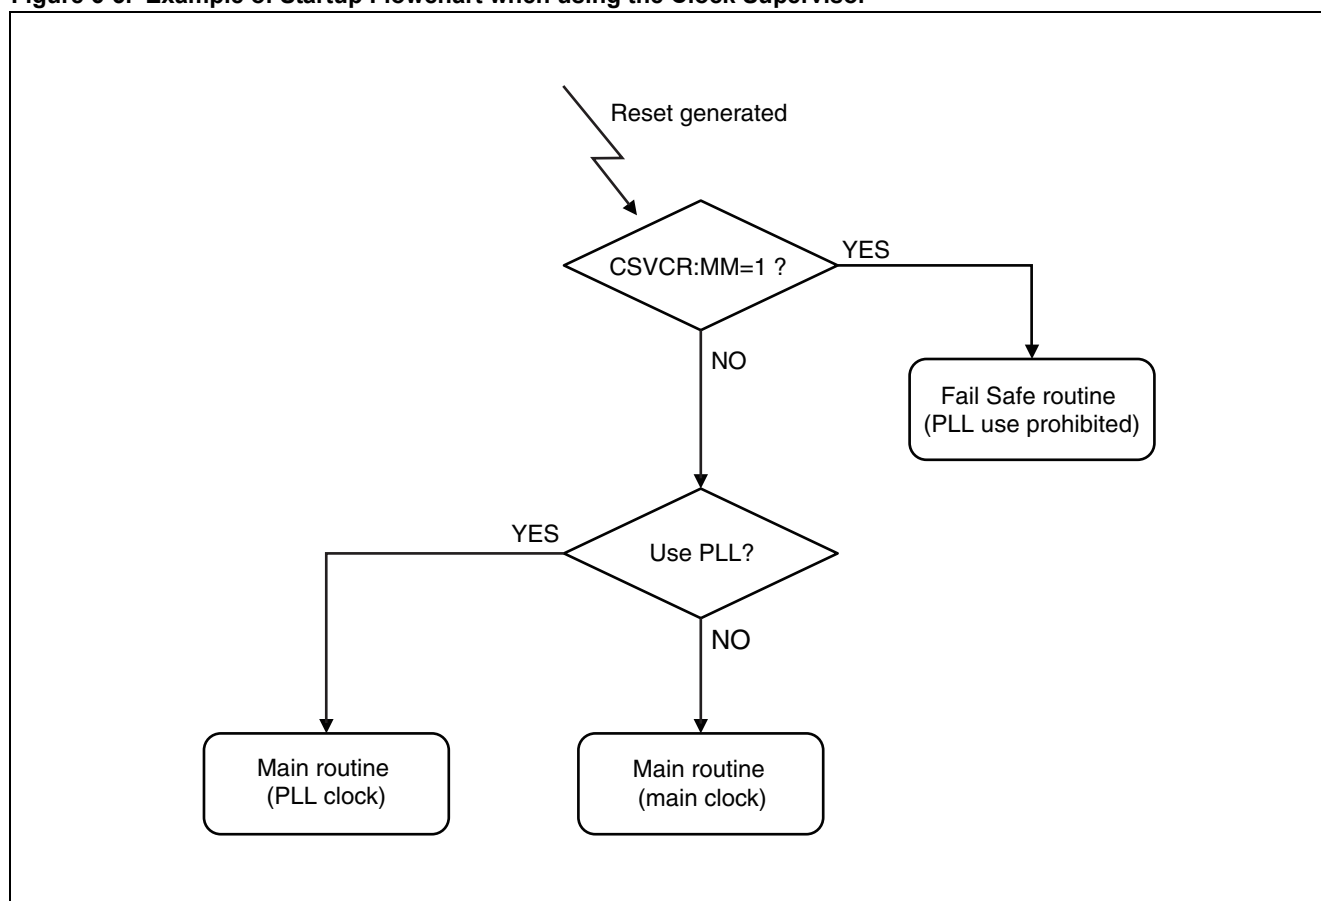 Reset generated
CSVCR:MM=1 ?
YES
NO
Fail Safe routine
(PLL use prohibited)
YES
Use PLL?
NO
Main routine
(PLL clock)
Main routine
(main clock)